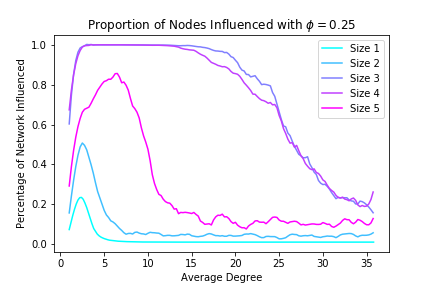 Proportion of Nodes Influenced with ϕ = 0.25
Percentage of Network Influenced
1.0
0.8
0.6
0.4
0.2
0.0
Size 1
Size 2
Size 3
Size 4
Size 5
0 5 10 15 20 25 30 35
Average Degree